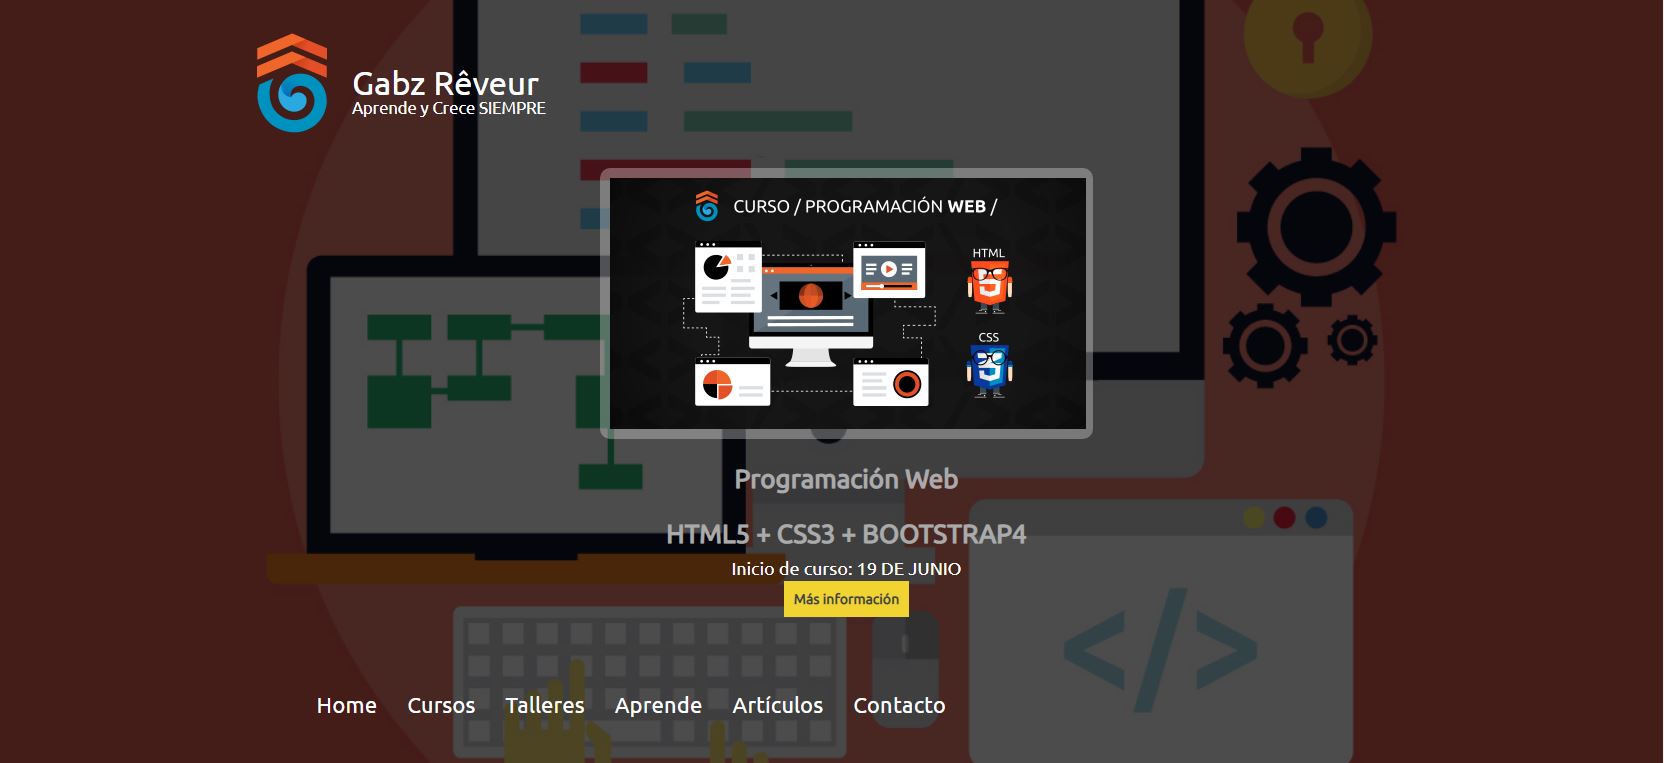 Gabz Rêveur
Aprende y Crece SIEMPRE
CURSO / PROGRAMACIÓN WEB /
HTML
CSS
Programación Web
HTML5 + CSS3 + BOOTSTRAP4
Inicio de curso: 19 DE JUNIO
Más información
</>
Home Cursos Talleres Aprende Artículos Contacto